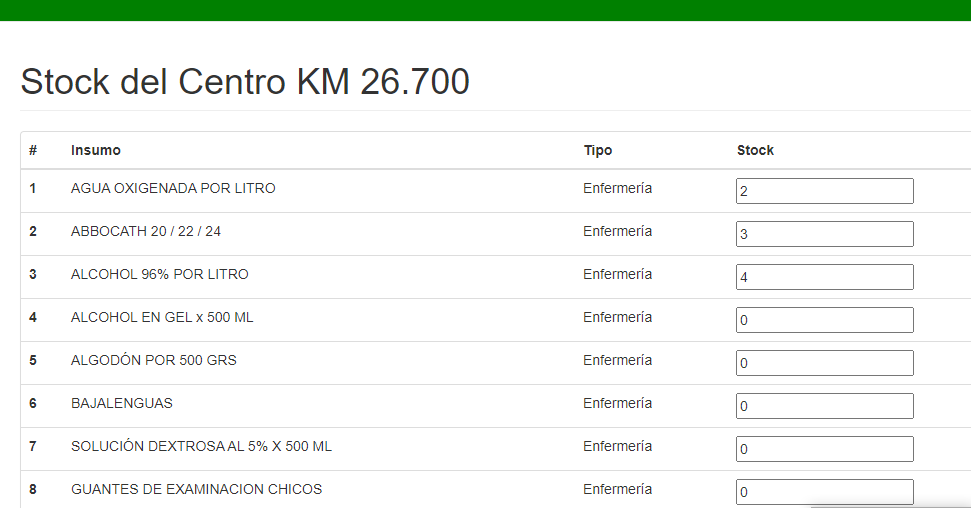 Stock del Centro KM 26.700
# Insumo Tipo Stock
1 AGUA OXIGENADA POR LITRO Enfermería 2
2 ABBOCATH 20 / 22 / 24 Enfermería 3
3 ALCOHOL 96% POR LITRO Enfermería 4
4 ALCOHOL EN GEL x 500 ML Enfermería 0
5 ALGODÓN POR 500 GRS Enfermería 0
6 BAJALENGUAS Enfermería 0
7 SOLUCIÓN DEXTROSA AL 5% X 500 ML Enfermería 0
8 GUANTES DE EXAMINACION CHICOS Enfermería 0